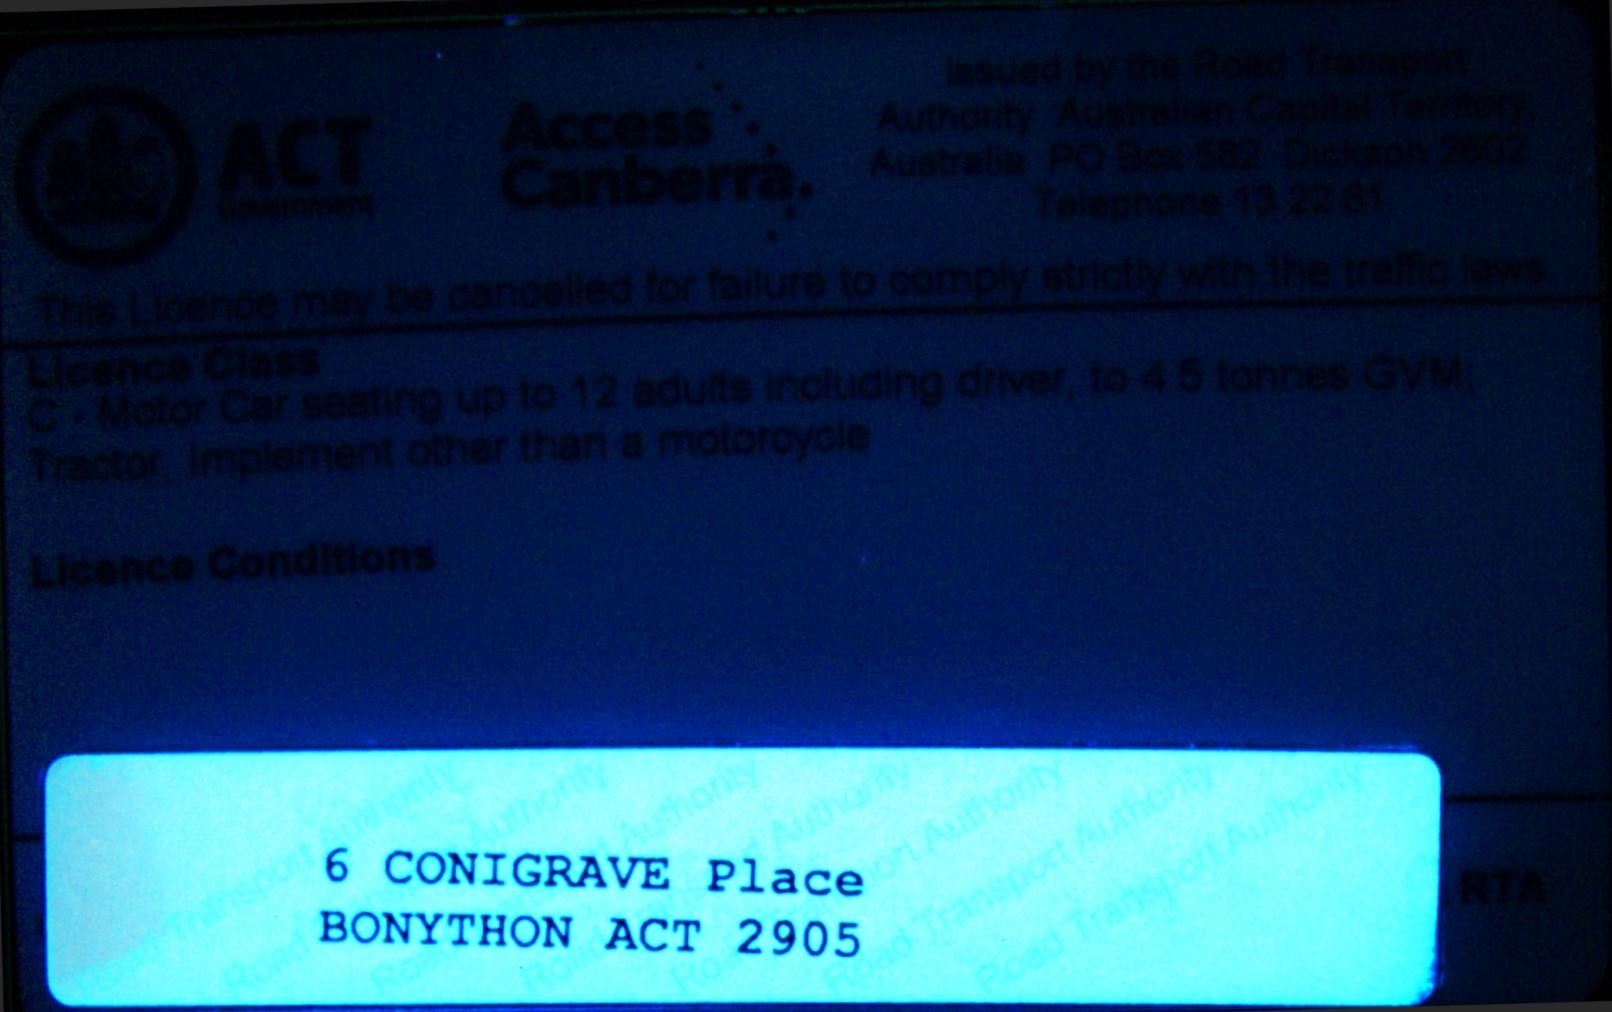 ACT
Government
Access
Canberra.
Issued by the Road Transport
Authority Australian Capital Territory,
Australia PO Box 582 Dickson 2602
Telephone 13 22 81
This Licence may be cancelled for failure to comply strictly with the traffic laws
Licence Class
C - Motor Car seating up to 12 adults including driver, to 4 5 tonnes GVM;
Tractor, Implement other than a motorcycle
Licence Conditions
Road Transport Authority Road Transport Authority Road Transport Authority Road Transport Authority Road Transport Authority Road Transport Authority Road Transport Authority
6 CONIGRAVE Place
BONYTHON ACT 2905
RTA